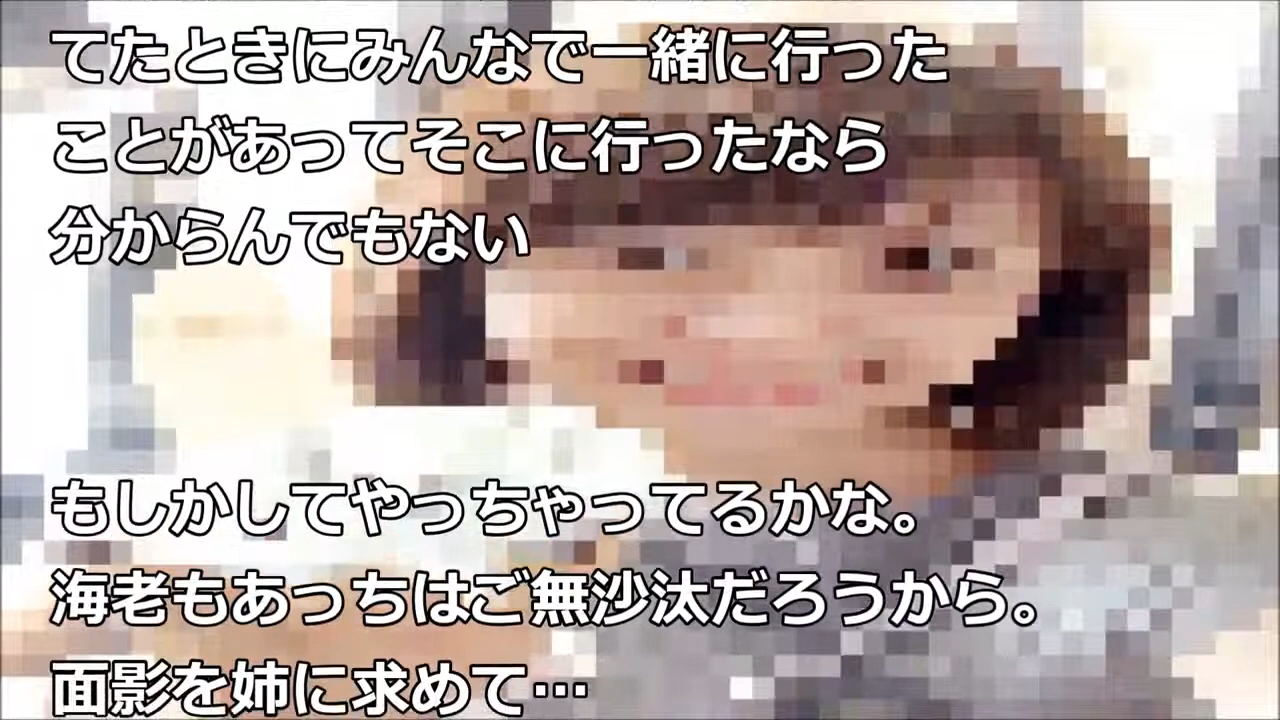 てたときにみんなで一緒に行った
ことがあってそこに行ったなら
分からんでもない
もしかしてやっちゃってるかな。
海老もあっちはご無沙汰だろうから。
面影を姉に求めて…